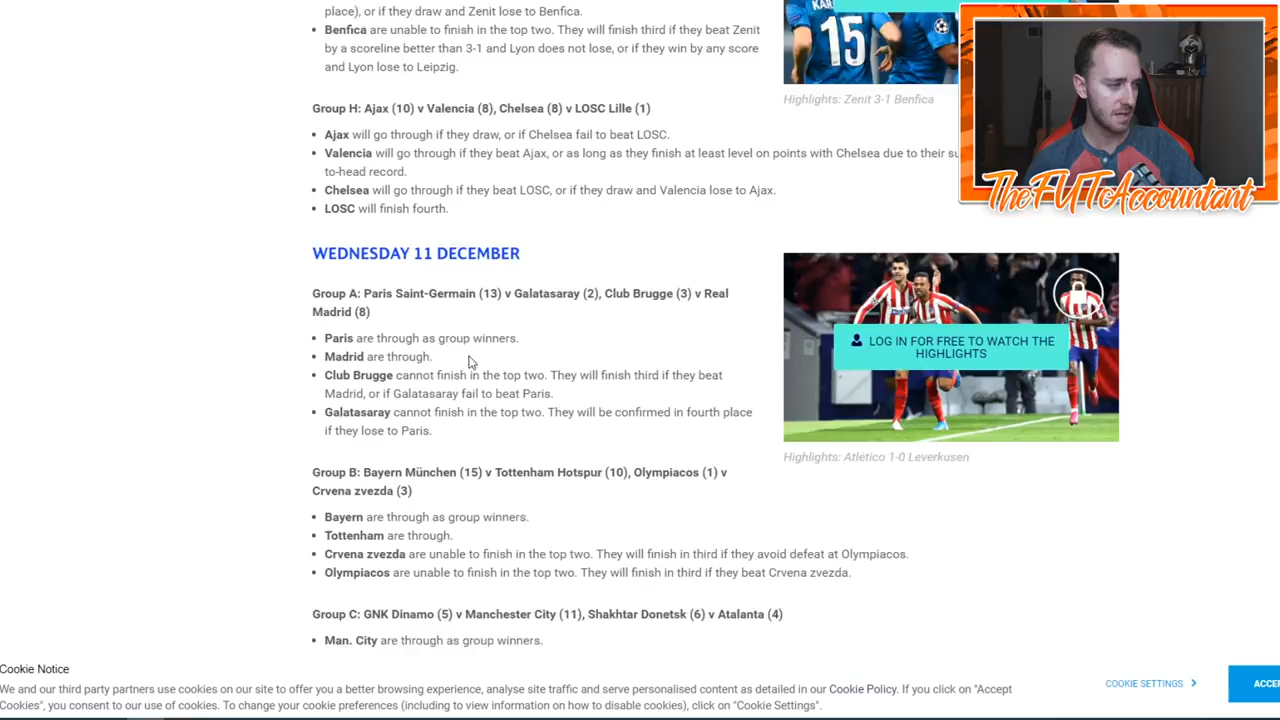 place), or if they draw and Zenit lose to Benfica.
Benfica are unable to finish in the top two. They will finish third if they beat Zenit
by a scoreline better than 3-1 and Lyon does not lose, or if they win by any score
and Lyon lose to Leipzig.
15
Highlights: Zenit 3-1 Benfica
TheFUTAccountant
Group H: Ajax (10) v Valencia (8), Chelsea (8) v LOSC Lille (1)
Ajax will go through if they draw, or if Chelsea fail to beat LOSC.
Valencia will go through if they beat Ajax, or as long as they finish at least level on points with Chelsea due to their
to-head record.
Chelsea will go through if they beat LOSC, or if they draw and Valencia lose to Ajax.
LOSC will finish fourth.
WEDNESDAY 11 DECEMBER
Group A: Paris Saint-Germain (13) v Galatasaray (2), Club Brugge (3) v Real
Madrid (8)
Paris are through as group winners.
Madrid are through.
Club Brugge cannot finish in the top two. They will finish third if they beat
Madrid, or if Galatasaray fail to beat Paris.
Galatasaray cannot finish in the top two. They will be confirmed in fourth place
if they lose to Paris.
LOG IN FOR FREE TO WATCH THE
HIGHLIGHTS
Highlights: Atlético 1-0 Leverkusen
Group B: Bayern München (15) v Tottenham Hotspur (10), Olympiacos (1) v
Crvena zvezda (3)
Bayern are through as group winners.
Tottenham are through.
Crvena zvezda are unable to finish in the top two. They will finish in third if they avoid defeat at Olympiacos.
Olympiacos are unable to finish in the top two. They will finish in third if they beat Crvena zvezda.
Group C: GNK Dinamo (5) v Manchester City (11), Shakhtar Donetsk (6) v Atalanta (4)
Man. City are through as group winners.
Cookie Notice
We and our third party partners use cookies on our site to offer you a better browsing experience, analyse site traffic and serve personalised content as detailed in our Cookie Policy. If you click on "Accept
Cookies", you consent to our use of cookies. To change your cookie preferences (including to view information on how to disable cookies), click on "Cookie Settings".
COOKIE SETTINGS
ACCE